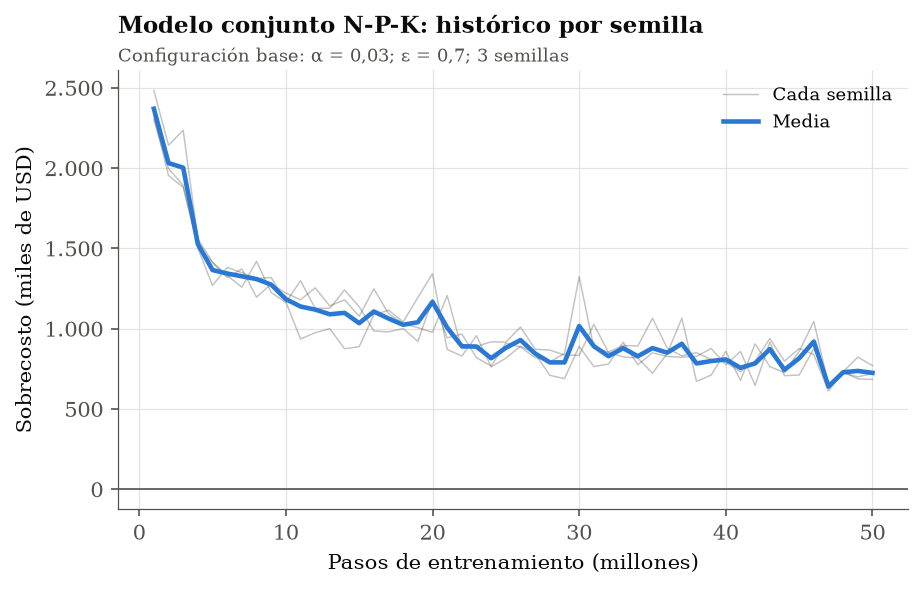 Modelo conjunto N-P-K: histórico por semilla
Configuración base: α = 0,03; ε = 0,7; 3 semillas
Cada semilla
Media
Sobrecosto (miles de USD)
2.500
2.000
1.500
1.000
500
0
0 10 20 30 40 50
Pasos de entrenamiento (millones)